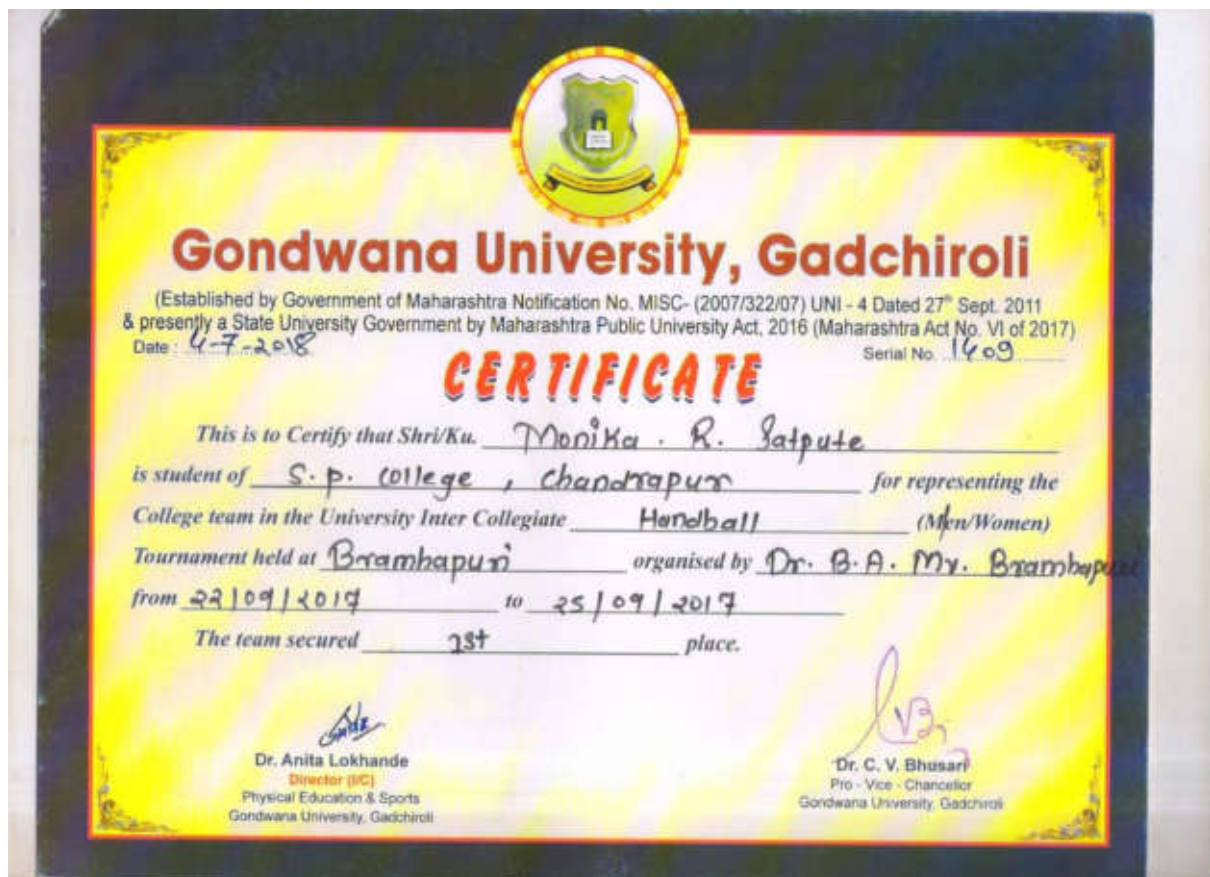 Gondwana University, Gadchiroli
(Established by Government of Maharashtra Notification No. MISC- (2007/322/07) UNI - 4 Dated 27th Sept. 2011
& presently a State University Government by Maharashtra Public University Act, 2016 (Maharashtra Act No. VI of 2017)
Date : 4-7-2018 Serial No. 1409
CERTIFICATE
This is to Certify that Shri/Ku. Monika . R. Satpute
is student of S. P. college , Chandrapur for representing the
College team in the University Inter Collegiate Handball (Men/Women)
Tournament held at Bramhapuri organised by Dr. B. A. Mv. Bramhapuri
from 22/09/2017 to 25/09/2017
The team secured 1st place.
Dr. Anita Lokhande
Director (I/C)
Physical Education & Sports
Gondwana University, Gadchiroli
Dr. C. V. Bhusari
Pro - Vice - Chancellor
Gondwana University, Gadchiroli